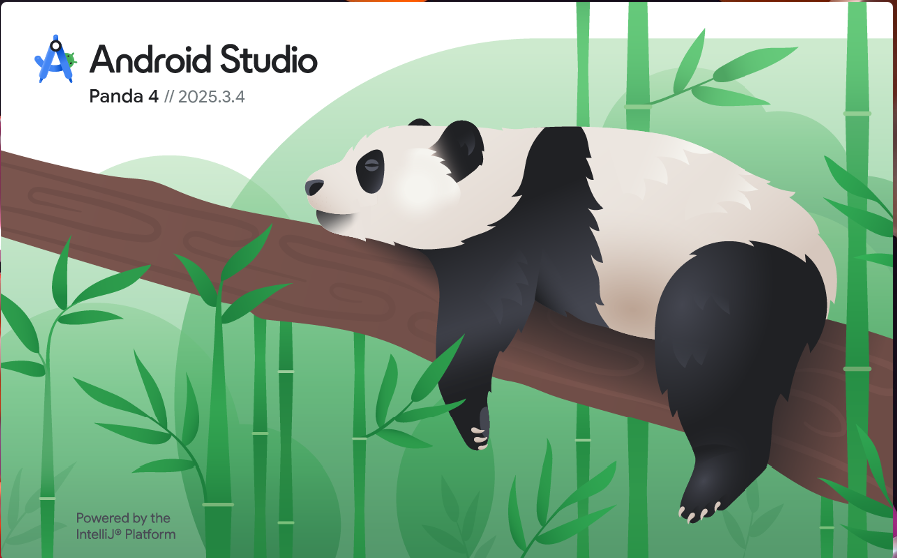 Android Studio
Panda 4 // 2025.3.4
Powered by the
IntelliJ® Platform